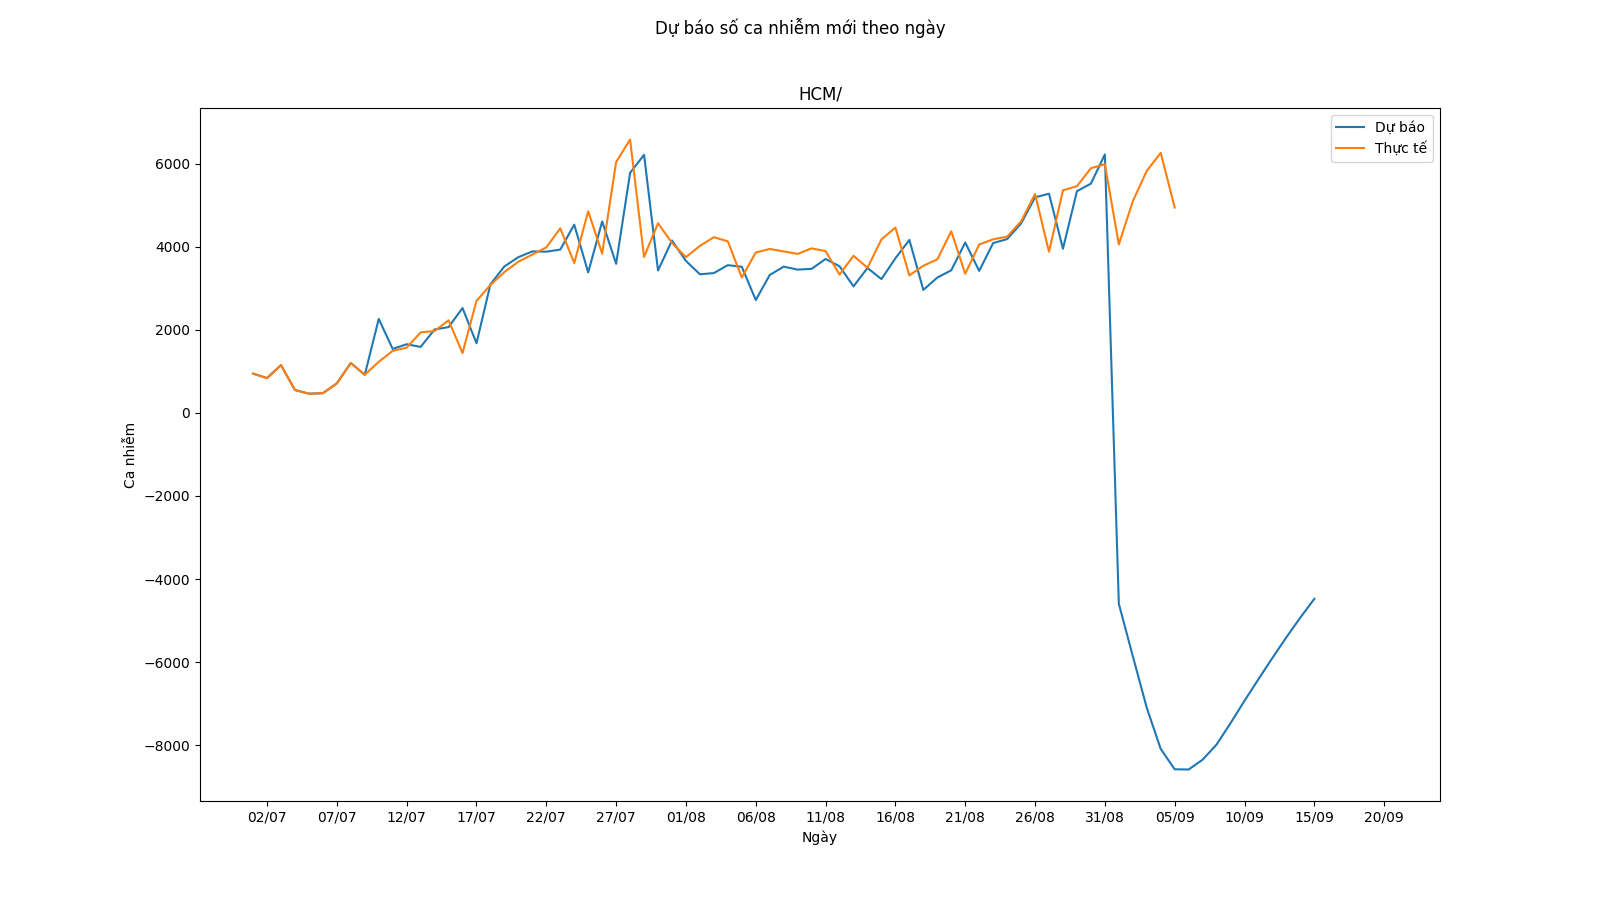 Dự báo số ca nhiễm mới theo ngày
HCM/
Dự báo
Thực tế
6000
4000
2000
0
−2000
−4000
−6000
−8000
Ca nhiễm
02/07 07/07 12/07 17/07 22/07 27/07 01/08 06/08 11/08 16/08 21/08 26/08 31/08 05/09 10/09 15/09 20/09
Ngày